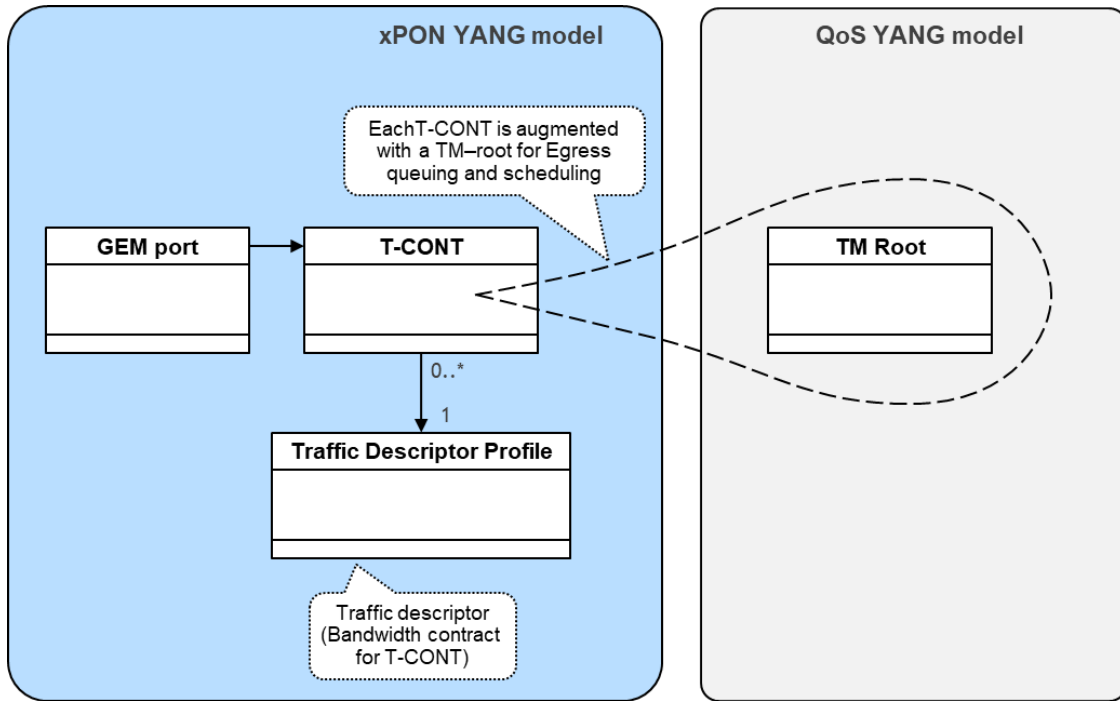 xPON YANG model
QoS YANG model
EachT-CONT is augmented
with a TM–root for Egress
queuing and scheduling
GEM port
T-CONT
TM Root
0..*
1
Traffic Descriptor Profile
Traffic descriptor
(Bandwidth contract
for T-CONT)